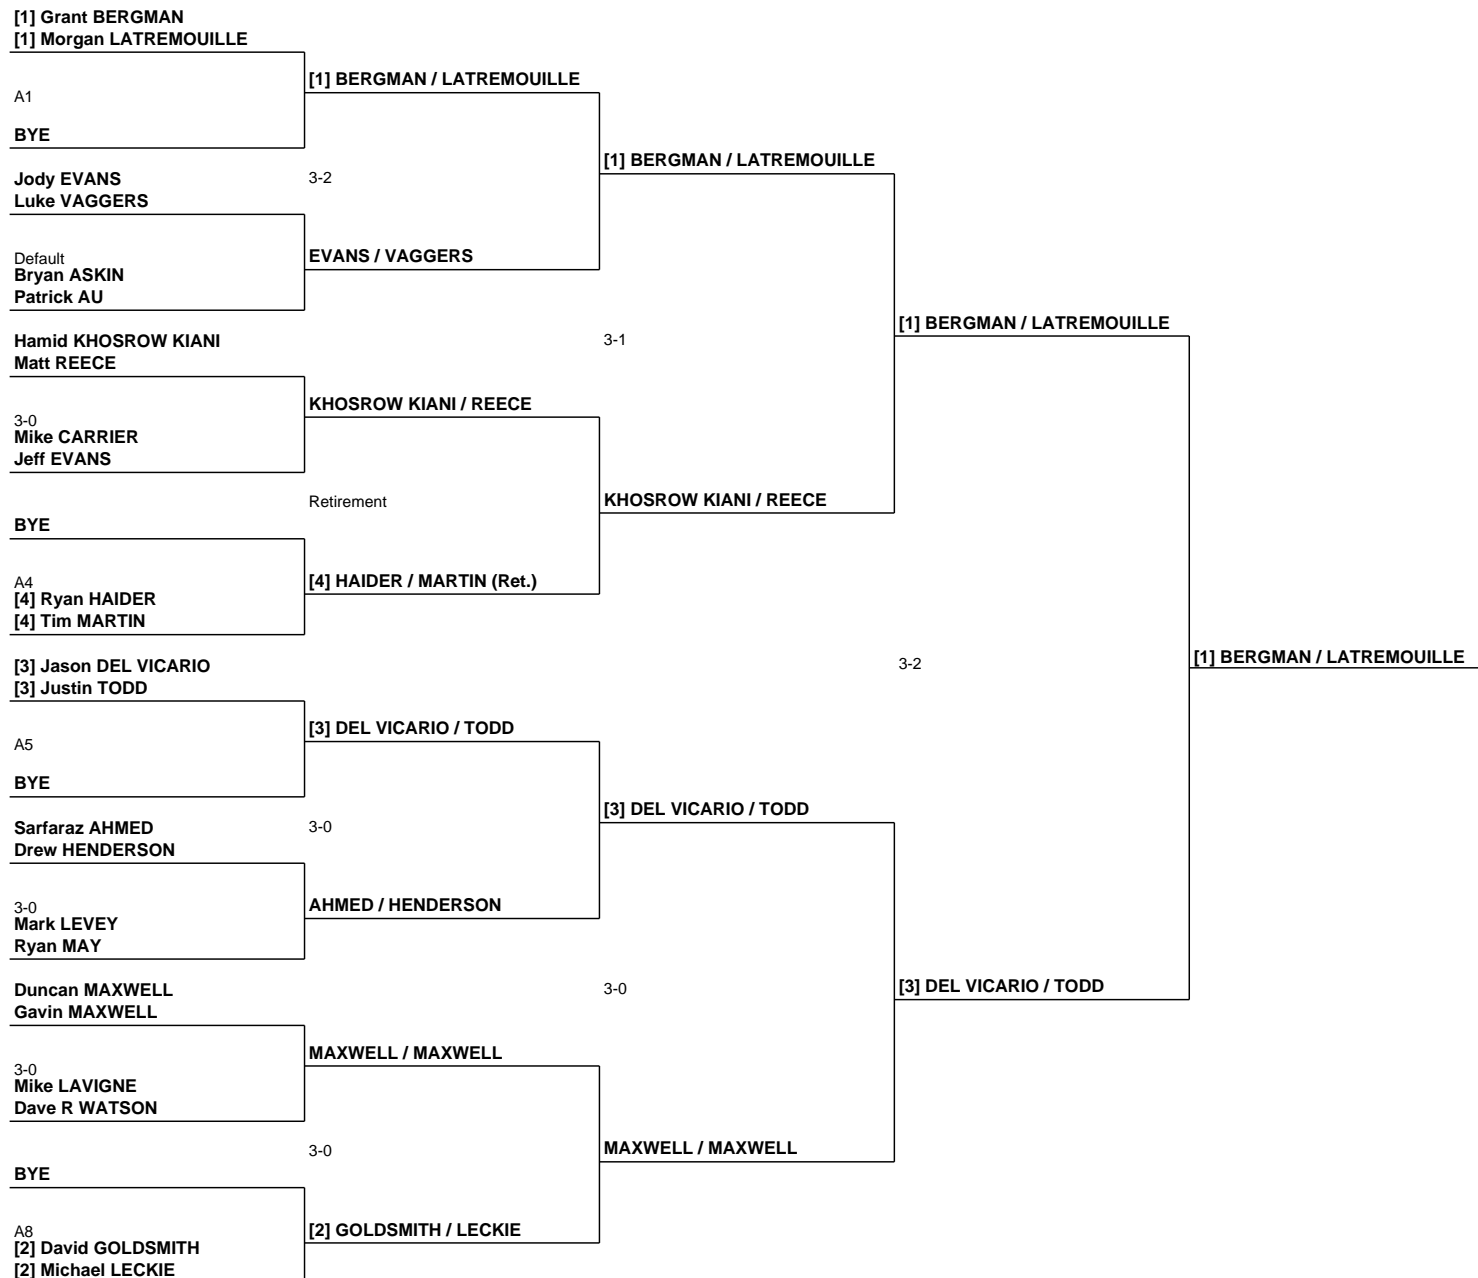 [1] Grant BERGMAN
[1] Morgan LATREMOUILLE
A1
BYE
Jody EVANS
Luke VAGGERS
Default
Bryan ASKIN
Patrick AU
Hamid KHOSROW KIANI
Matt REECE
3-0
Mike CARRIER
Jeff EVANS
BYE
A4
[4] Ryan HAIDER
[4] Tim MARTIN
[3] Jason DEL VICARIO
[3] Justin TODD
A5
BYE
Sarfaraz AHMED
Drew HENDERSON
3-0
Mark LEVEY
Ryan MAY
Duncan MAXWELL
Gavin MAXWELL
3-0
Mike LAVIGNE
Dave R WATSON
BYE
A8
[2] David GOLDSMITH
[2] Michael LECKIE
[1] BERGMAN / LATREMOUILLE
3-2
EVANS / VAGGERS
KHOSROW KIANI / REECE
Retirement
[4] HAIDER / MARTIN (Ret.)
[3] DEL VICARIO / TODD
3-0
AHMED / HENDERSON
MAXWELL / MAXWELL
3-0
[2] GOLDSMITH / LECKIE
[1] BERGMAN / LATREMOUILLE
3-1
KHOSROW KIANI / REECE
[3] DEL VICARIO / TODD
3-0
MAXWELL / MAXWELL
[1] BERGMAN / LATREMOUILLE
3-2
[3] DEL VICARIO / TODD
[1] BERGMAN / LATREMOUILLE